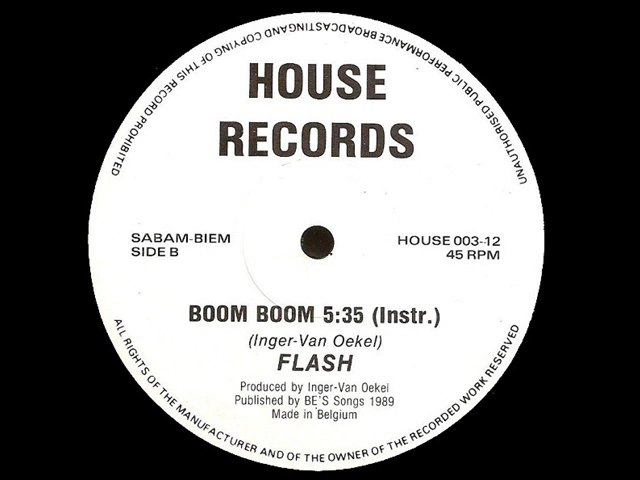 UNAUTHORISED PUBLIC PERFORMANCE BROADCASTING AND COPYING OF THIS RECORD PROHIBITED
HOUSE
RECORDS
SABAM-BIEM
SIDE B
HOUSE 003-12
45 RPM
BOOM BOOM 5:35 (Instr.)
(Inger-Van Oekel)
FLASH
Produced by Inger-Van Oekel
Published by BE'S Songs 1989
Made in Belgium
ALL RIGHTS OF THE MANUFACTURER AND OF THE OWNER OF THE RECORDED WORK RESERVED